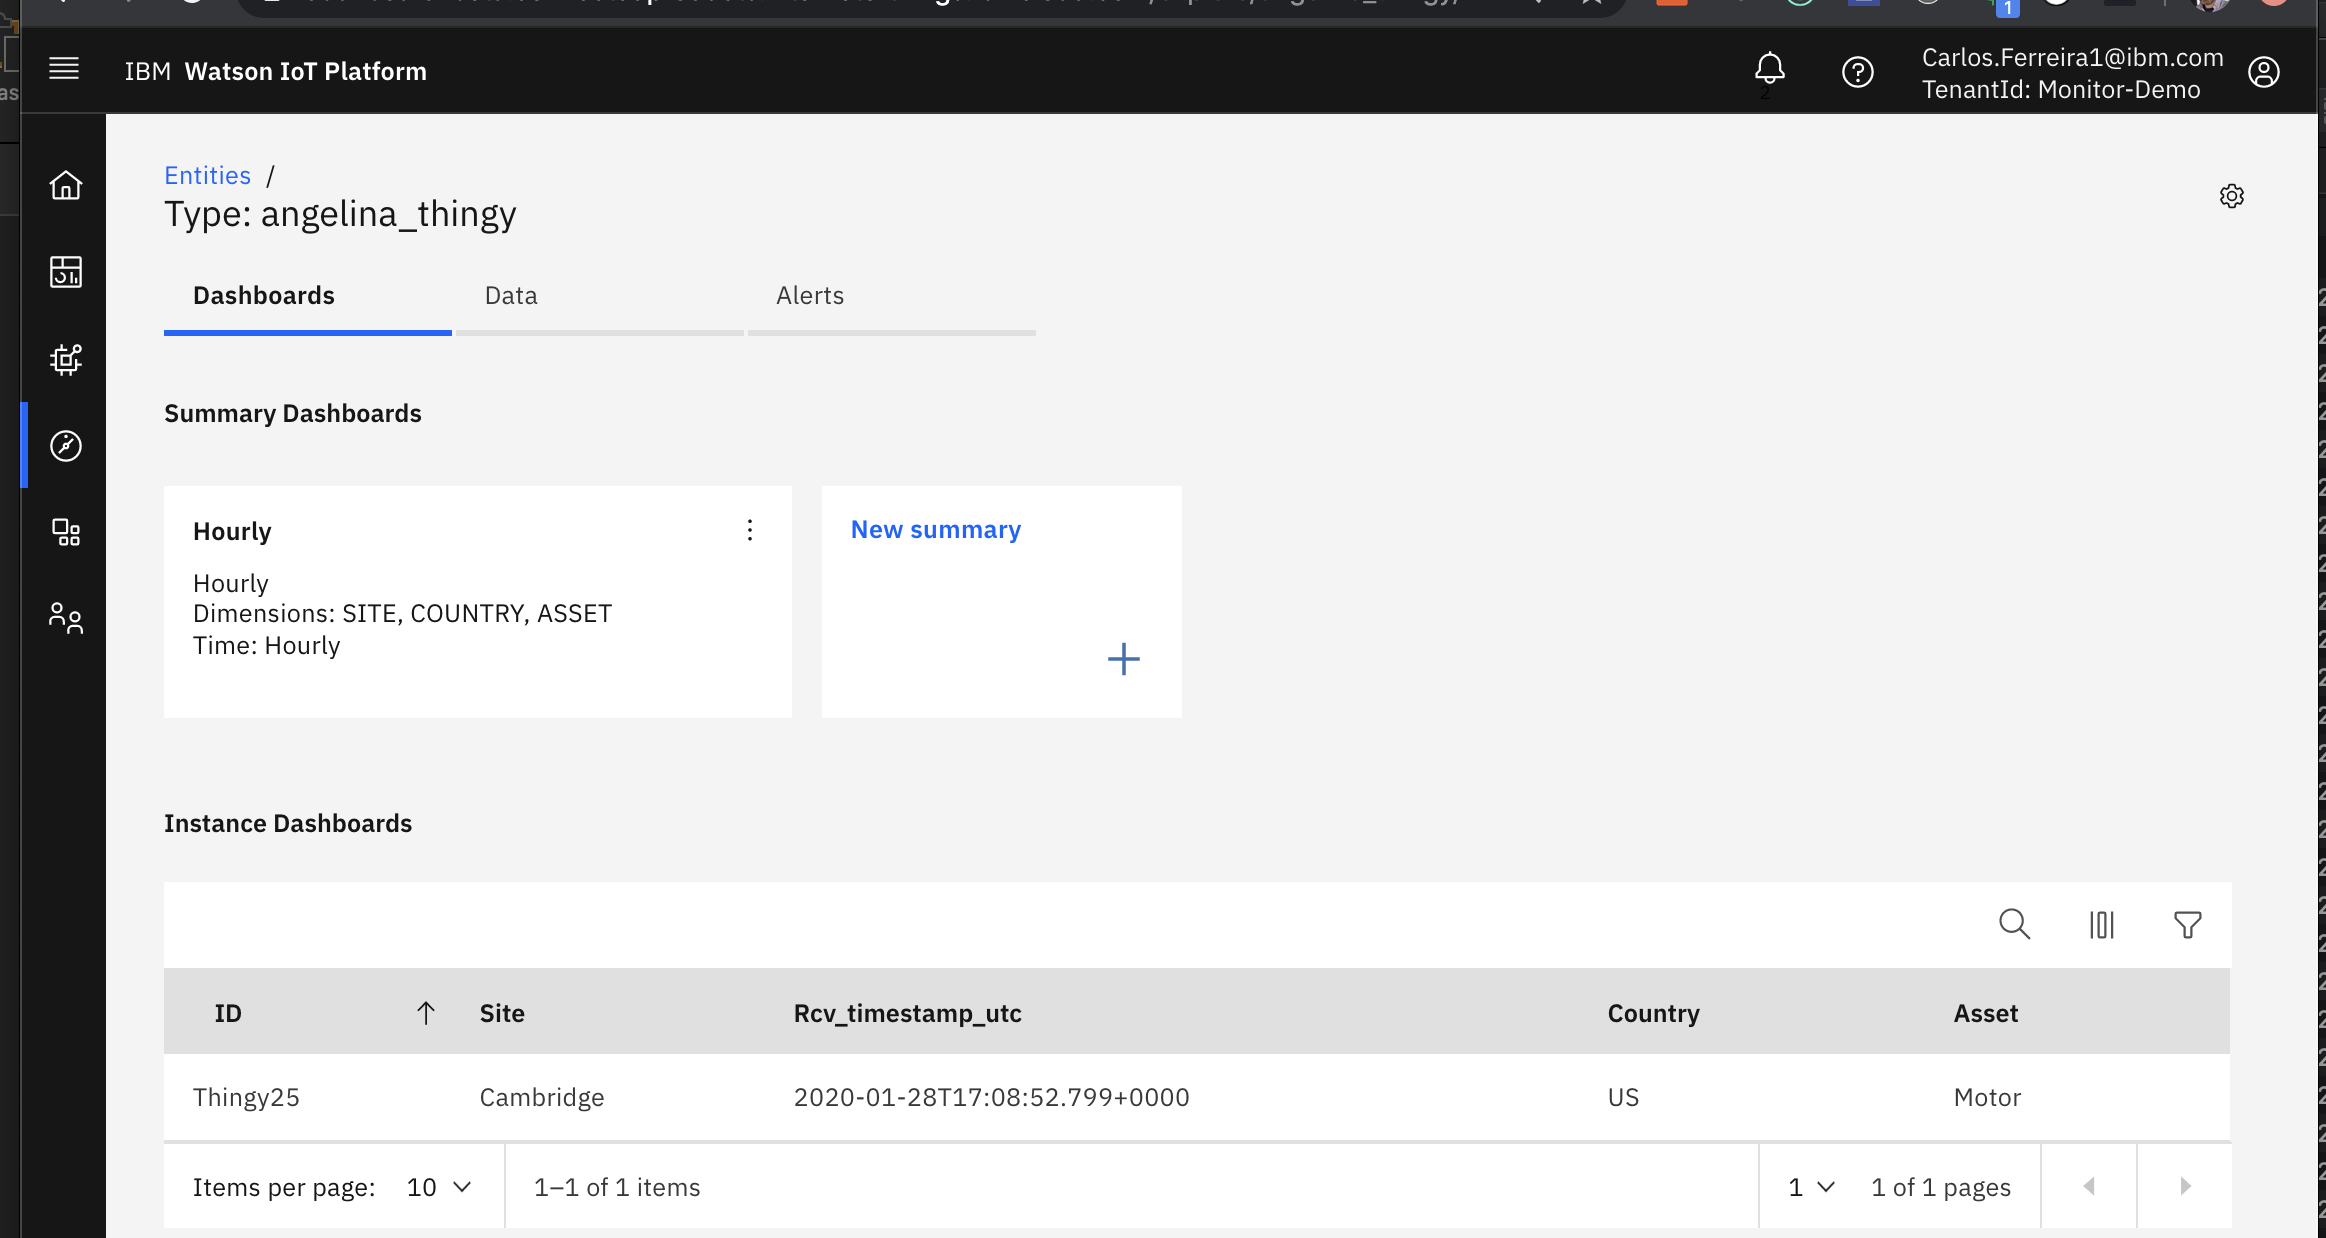 1
IBM Watson IoT Platform
2
Carlos.Ferreira1@ibm.com
TenantId: Monitor-Demo
Entities /
Type: angelina_thingy
Dashboards Data Alerts
Summary Dashboards
Hourly
Hourly
Dimensions: SITE, COUNTRY, ASSET
Time: Hourly
New summary
Instance Dashboards
ID Site Rcv_timestamp_utc Country Asset
Thingy25 Cambridge 2020-01-28T17:08:52.799+0000 US Motor
Items per page: 10 1–1 of 1 items 1 1 of 1 pages